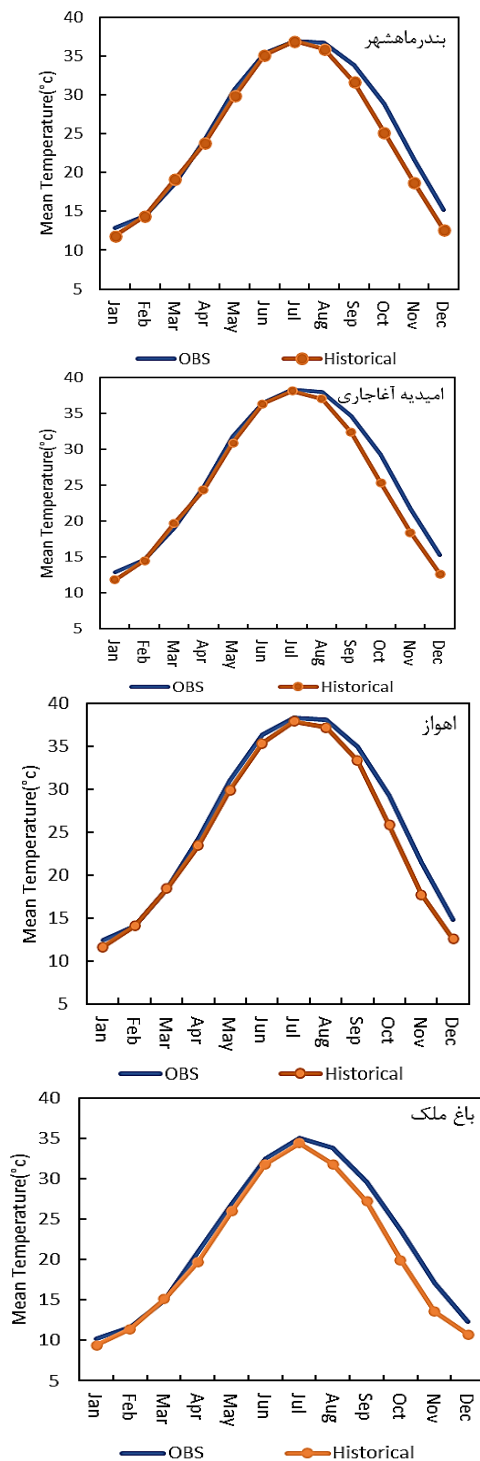 بندرماهشهر
Mean Temperature(°c)
40
35
30
25
20
15
10
5
Jan
Feb
Mar
Apr
May
Jun
Jul
Aug
Sep
Oct
Nov
Dec
OBS
Historical
امیدیه آغاجاری
Mean Temperature(°c)
40
35
30
25
20
15
10
5
Jan
Feb
Mar
Apr
May
Jun
Jul
Aug
Sep
Oct
Nov
Dec
OBS
Historical
اهواز
Mean Temperature(°c)
40
35
30
25
20
15
10
5
Jan
Feb
Mar
Apr
May
Jun
Jul
Aug
Sep
Oct
Nov
Dec
OBS
Historical
باغ ملک
Mean Temperature(°c)
40
35
30
25
20
15
10
5
Jan
Feb
Mar
Apr
May
Jun
Jul
Aug
Sep
Oct
Nov
Dec
OBS
Historical